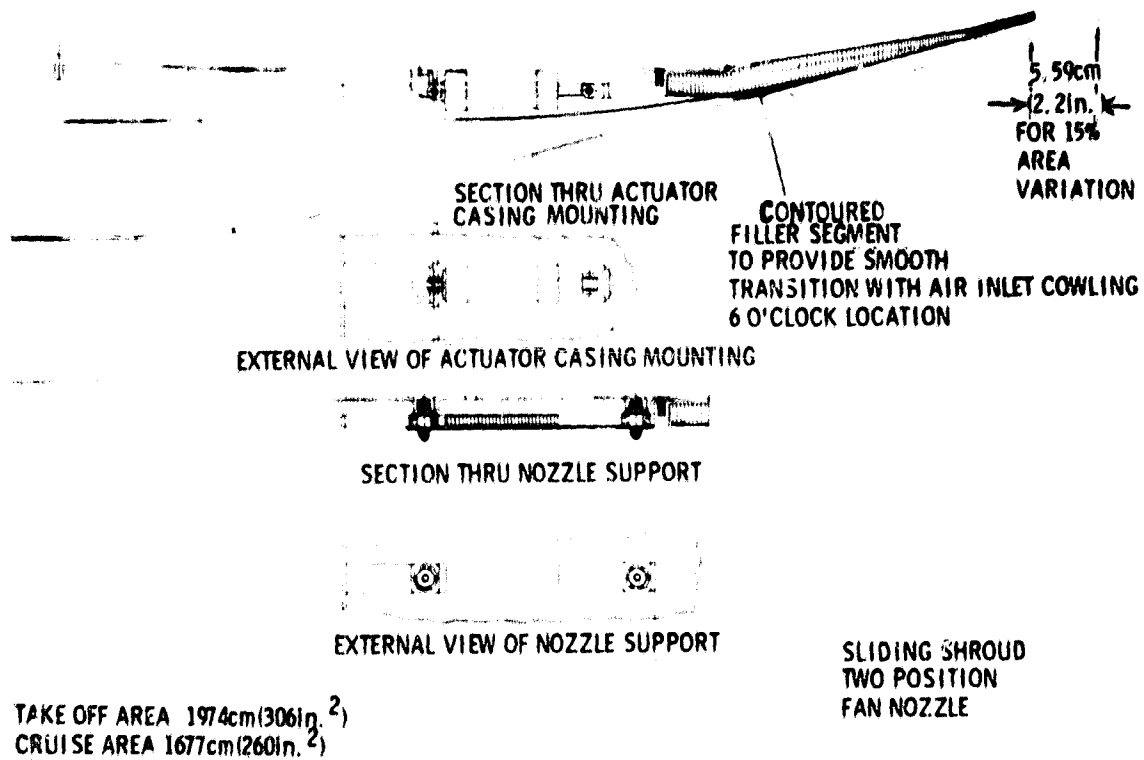 5.59cm
(2.2in.)
FOR 15%
AREA
VARIATION
SECTION THRU ACTUATOR
CASING MOUNTING
CONTOURED
FILLER SEGMENT
TO PROVIDE SMOOTH
TRANSITION WITH AIR INLET COWLING
6 O'CLOCK LOCATION
EXTERNAL VIEW OF ACTUATOR CASING MOUNTING
SECTION THRU NOZZLE SUPPORT
EXTERNAL VIEW OF NOZZLE SUPPORT
SLIDING SHROUD
TWO POSITION
FAN NOZZLE
TAKE OFF AREA 1974cm(306in.²)
CRUISE AREA 1677cm(260in.²)